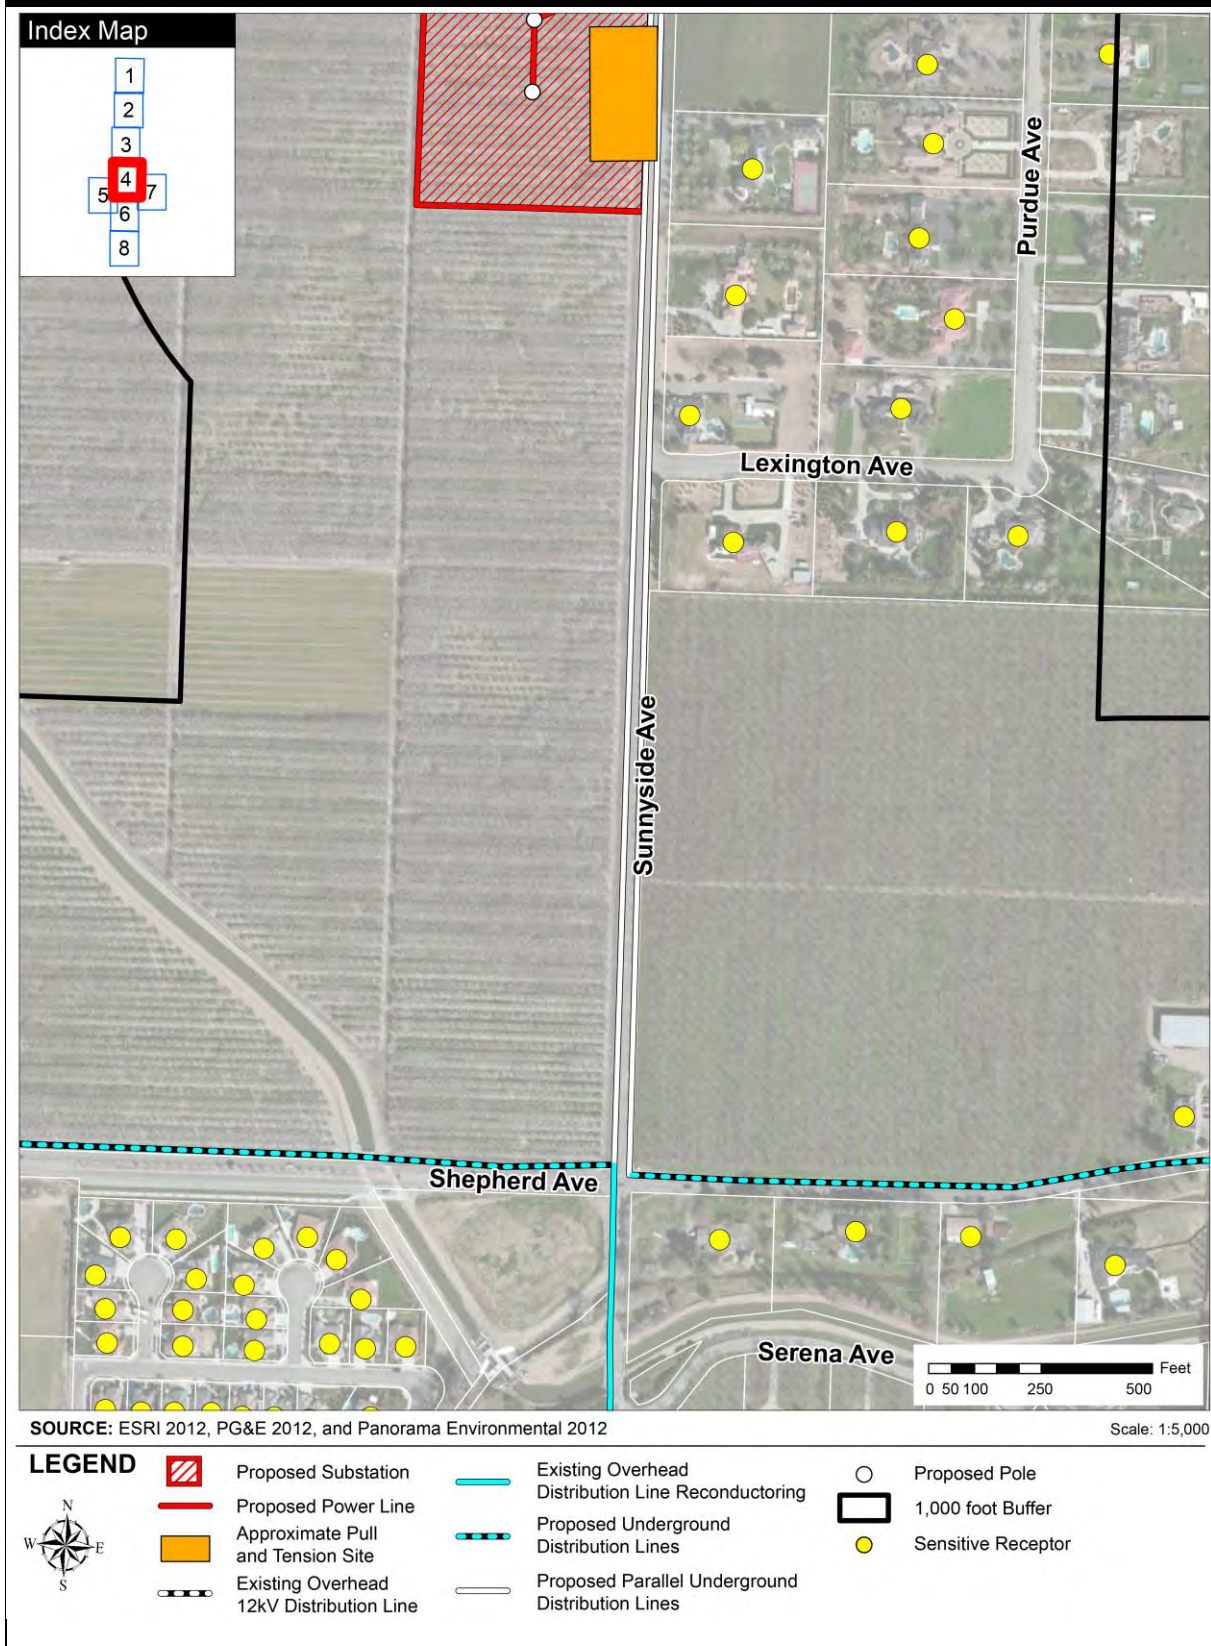 Index Map
1
2
3
4
5
7
6
8
Purdue Ave
Lexington Ave
Sunnyside Ave
Shepherd Ave
Serena Ave
Feet
0 50 100 250 500
SOURCE: ESRI 2012, PG&E 2012, and Panorama Environmental 2012
Scale: 1:5,000
LEGEND
N
W E
S
Proposed Substation
Proposed Power Line
Approximate Pull
and Tension Site
Existing Overhead
12kV Distribution Line
Existing Overhead
Distribution Line Reconductoring
Proposed Underground
Distribution Lines
Proposed Parallel Underground
Distribution Lines
Proposed Pole
1,000 foot Buffer
Sensitive Receptor